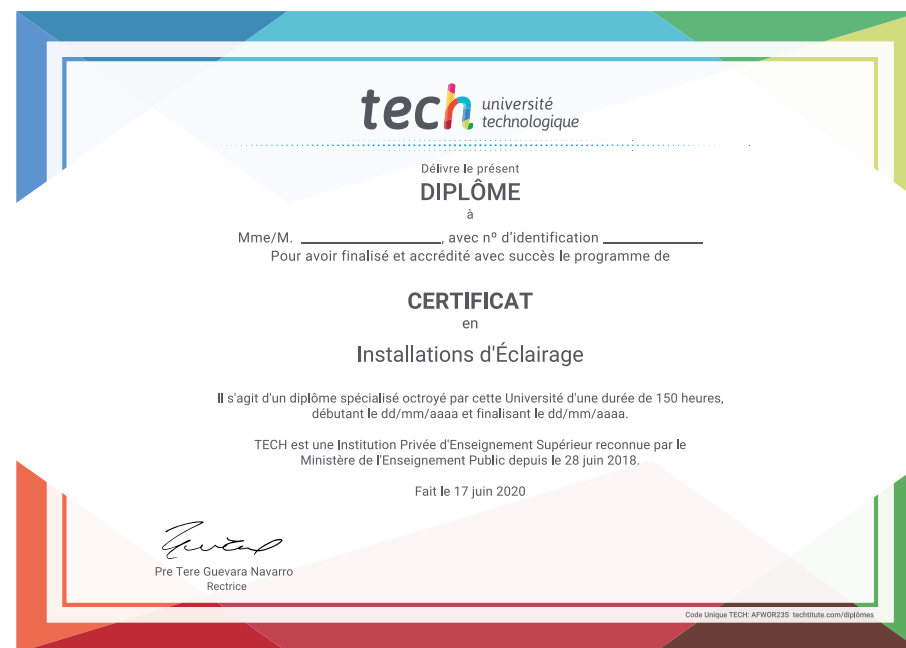 tech université
technologique
Délivre le présent
DIPLÔME
à
Mme/M. ____________________, avec nº d'identification ______________
Pour avoir finalisé et accrédité avec succès le programme de
CERTIFICAT
en
Installations d'Éclairage
Il s'agit d'un diplôme spécialisé octroyé par cette Université d'une durée de 150 heures,
débutant le dd/mm/aaaa et finalisant le dd/mm/aaaa.
TECH est une Institution Privée d'Enseignement Supérieur reconnue par le
Ministère de l'Enseignement Public depuis le 28 juin 2018.
Fait le 17 juin 2020
Pre Tere Guevara Navarro
Rectrice
Code Unique TECH: AFWOR23S techtitute.com/diplômes